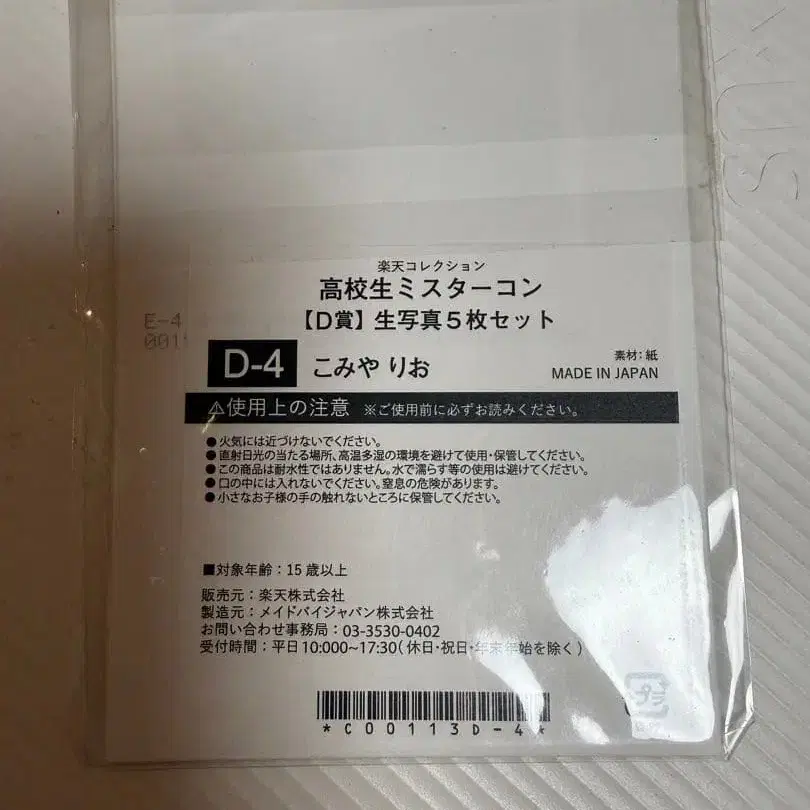 楽天コレクション
高校生ミスターコン
【D賞】生写真5枚セット
E-4
001
D-4 こみや りお
素材:紙
MADE IN JAPAN
⚠使用上の注意 ※ご使用前に必ずお読みください。
●火気には近づけないでください。
●直射日光の当たる場所、高温多湿の環境を避けて使用・保管してください。
●この商品は耐水性ではありません。水で濡らす等の使用は避けてください。
●口の中には入れないでください。窒息の危険があります。
●小さなお子様の手の触れないところに保管してください。
■対象年齢:15歳以上
販売元:楽天株式会社
製造元:メイドバイジャパン株式会社
お問い合わせ事務局:03-3530-0402
受付時間:平日10:000~17:30(休日・祝日・年末年始を除く)
*C00113D-4*
プラ